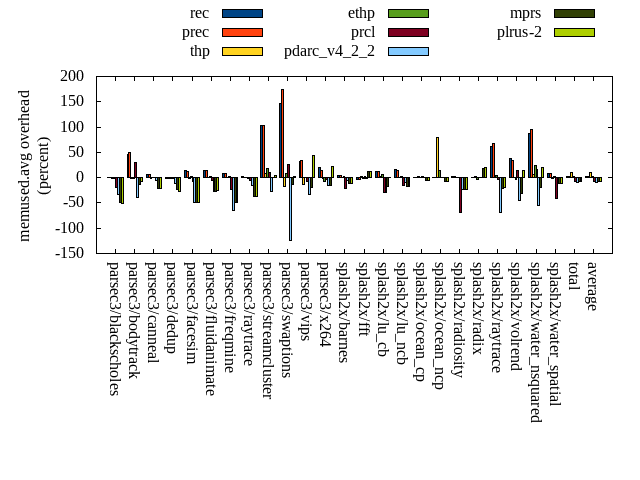 rec
prec
thp
ethp
prcl
pdarc_v4_2_2
mprs
plrus-2
memused.avg overhead
(percent)
200
150
100
50
0
-50
-100
-150
parsec3/blackscholes
parsec3/bodytrack
parsec3/canneal
parsec3/dedup
parsec3/facesim
parsec3/fluidanimate
parsec3/freqmine
parsec3/raytrace
parsec3/streamcluster
parsec3/swaptions
parsec3/vips
parsec3/x264
splash2x/barnes
splash2x/fft
splash2x/lu_cb
splash2x/lu_ncb
splash2x/ocean_cp
splash2x/ocean_ncp
splash2x/radiosity
splash2x/radix
splash2x/raytrace
splash2x/volrend
splash2x/water_nsquared
splash2x/water_spatial
total
average